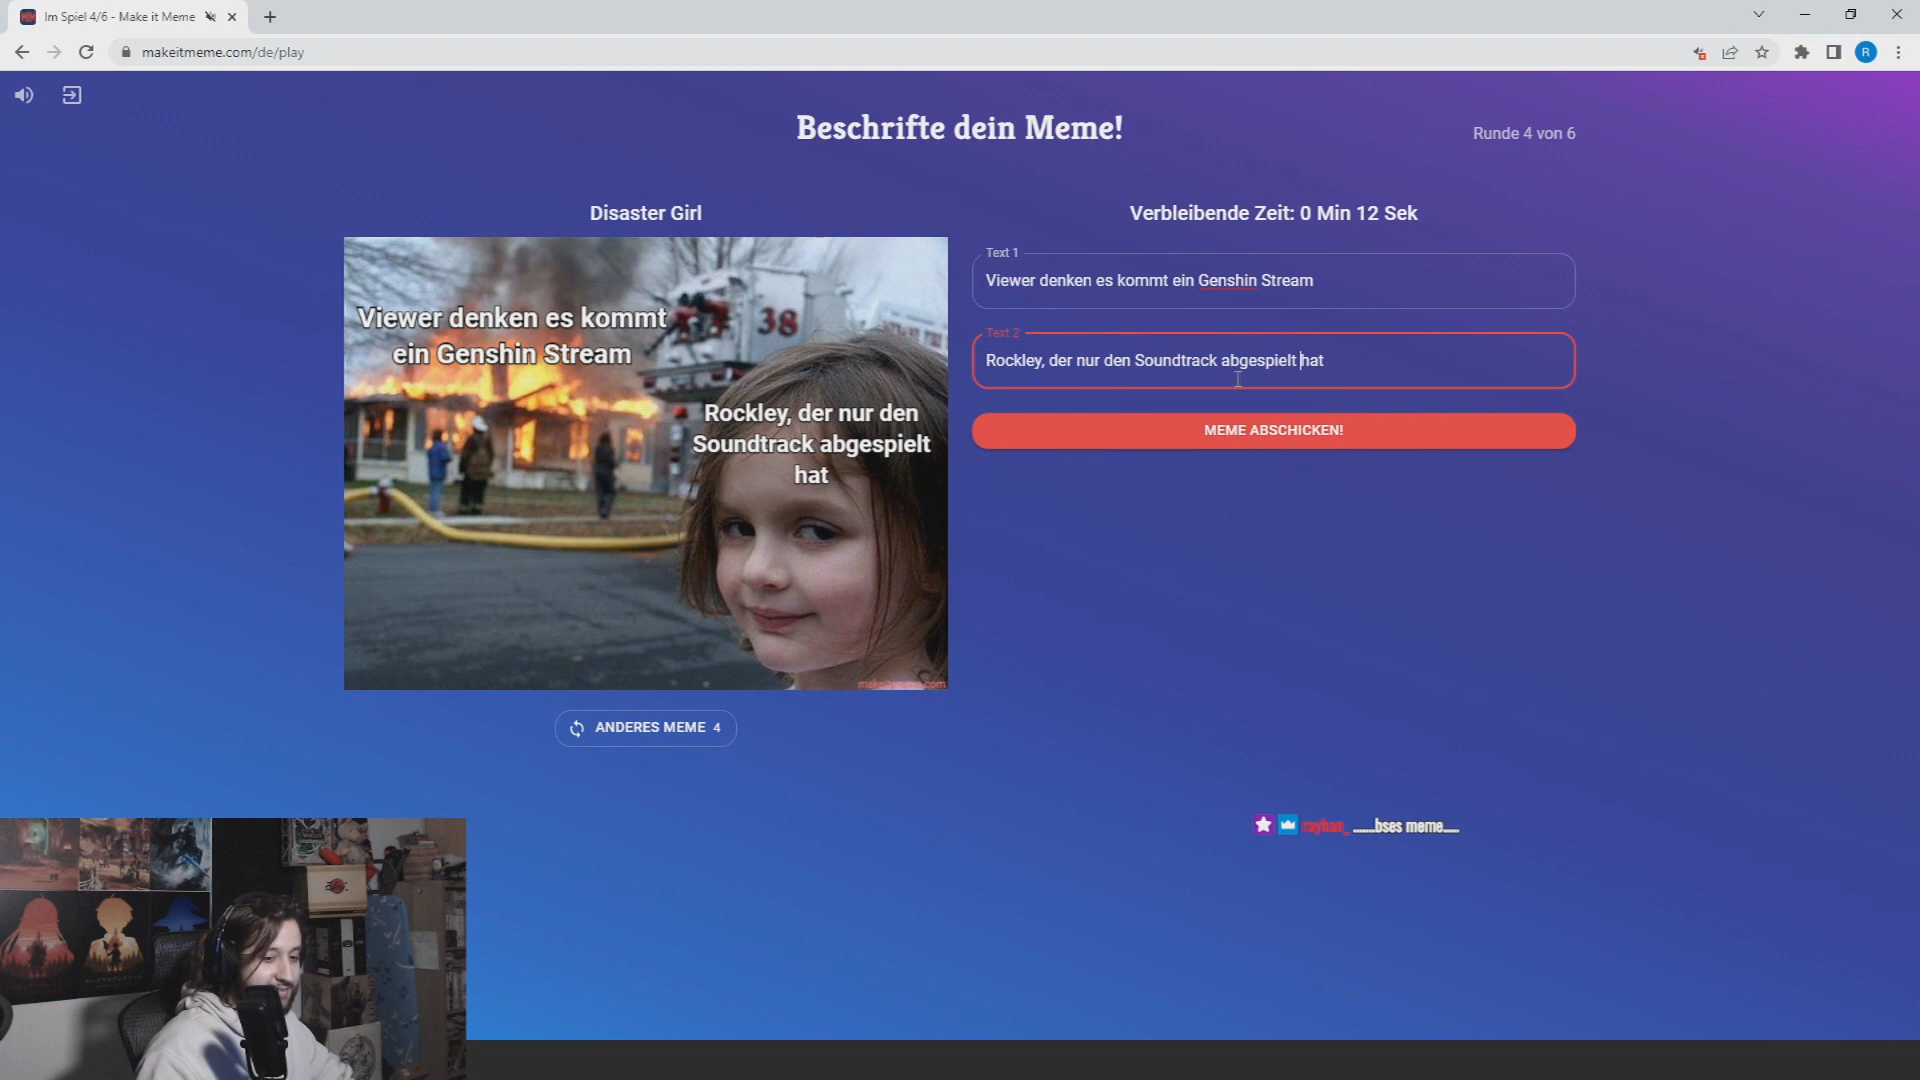 Im Spiel 4/6 - Make it Meme
makeitmeme.com/de/play
R
Beschrifte dein Meme!
Runde 4 von 6
Disaster Girl
Verbleibende Zeit: 0 Min 12 Sek
Text 1
Viewer denken es kommt ein Genshin Stream
Text 2
Rockley, der nur den Soundtrack abgespielt hat
MEME ABSCHICKEN!
Viewer denken es kommt
ein Genshin Stream
38
Rockley, der nur den
Soundtrack abgespielt
hat
makeitmeme.com
ANDERES MEME 4
rayhan_ ......bses meme.....